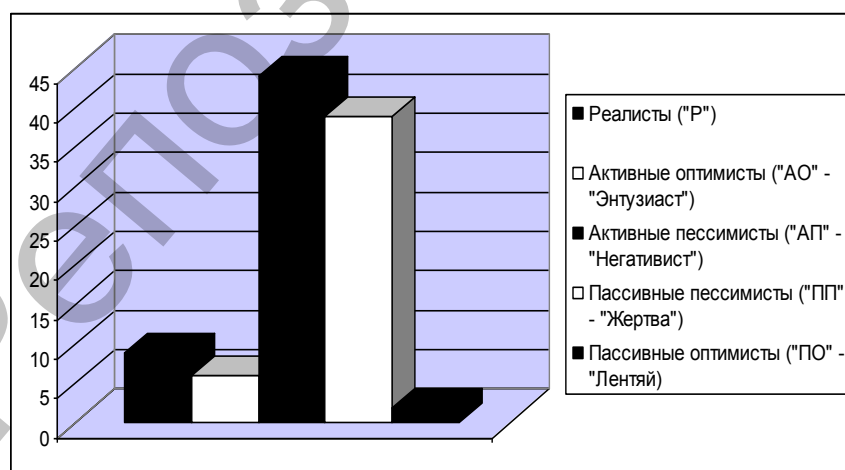 45
40
35
30
25
20
15
10
5
0
Реалисты ("Р")
Активные оптимисты ("АО" -
"Энтузиаст")
Активные пессимисты ("АП" -
"Негативист")
Пассивные пессимисты ("ПП"
- "Жертва")
Пассивные оптимисты ("ПО" -
"Лентяй)